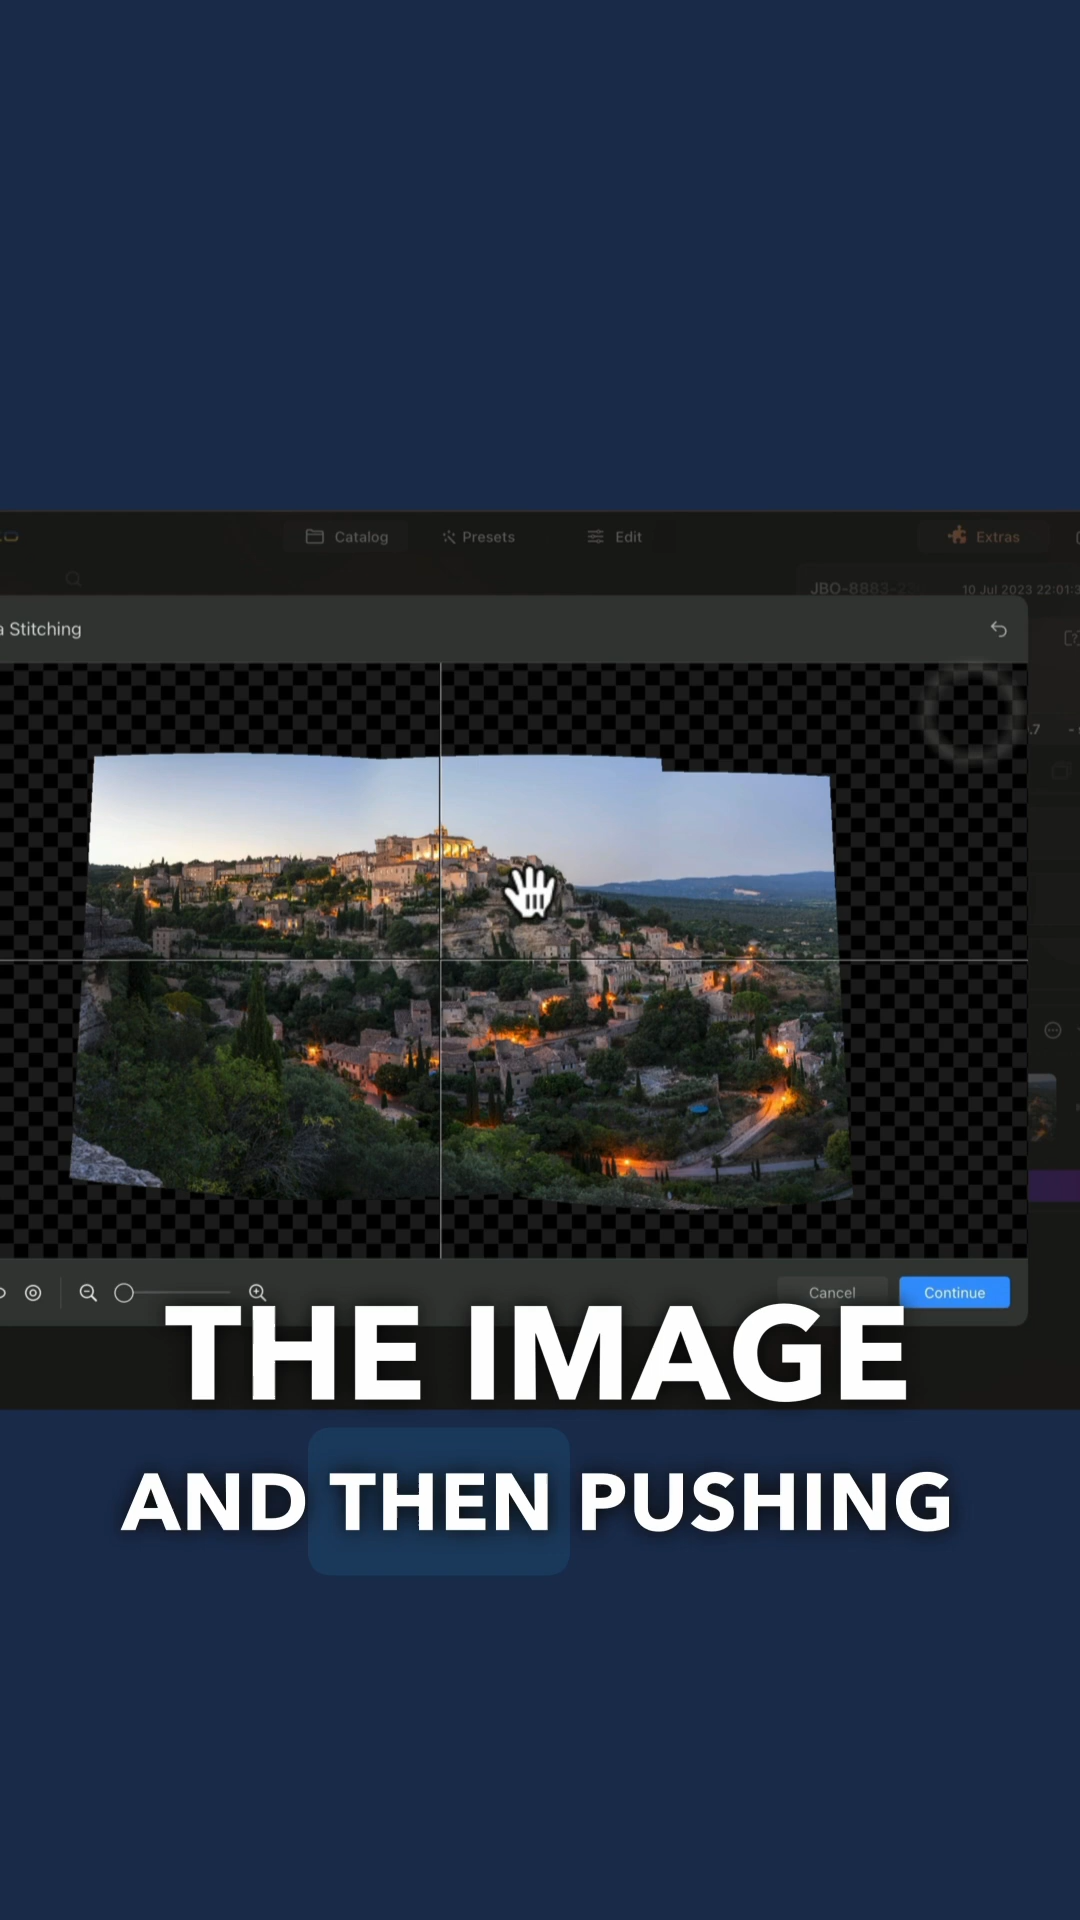 Catalog
Presets
Edit
Extras
JBO-8883-2
10 Jul 2023 22:01:3
a Stitching
.7
Cancel
Continue
THE IMAGE
AND THEN PUSHING